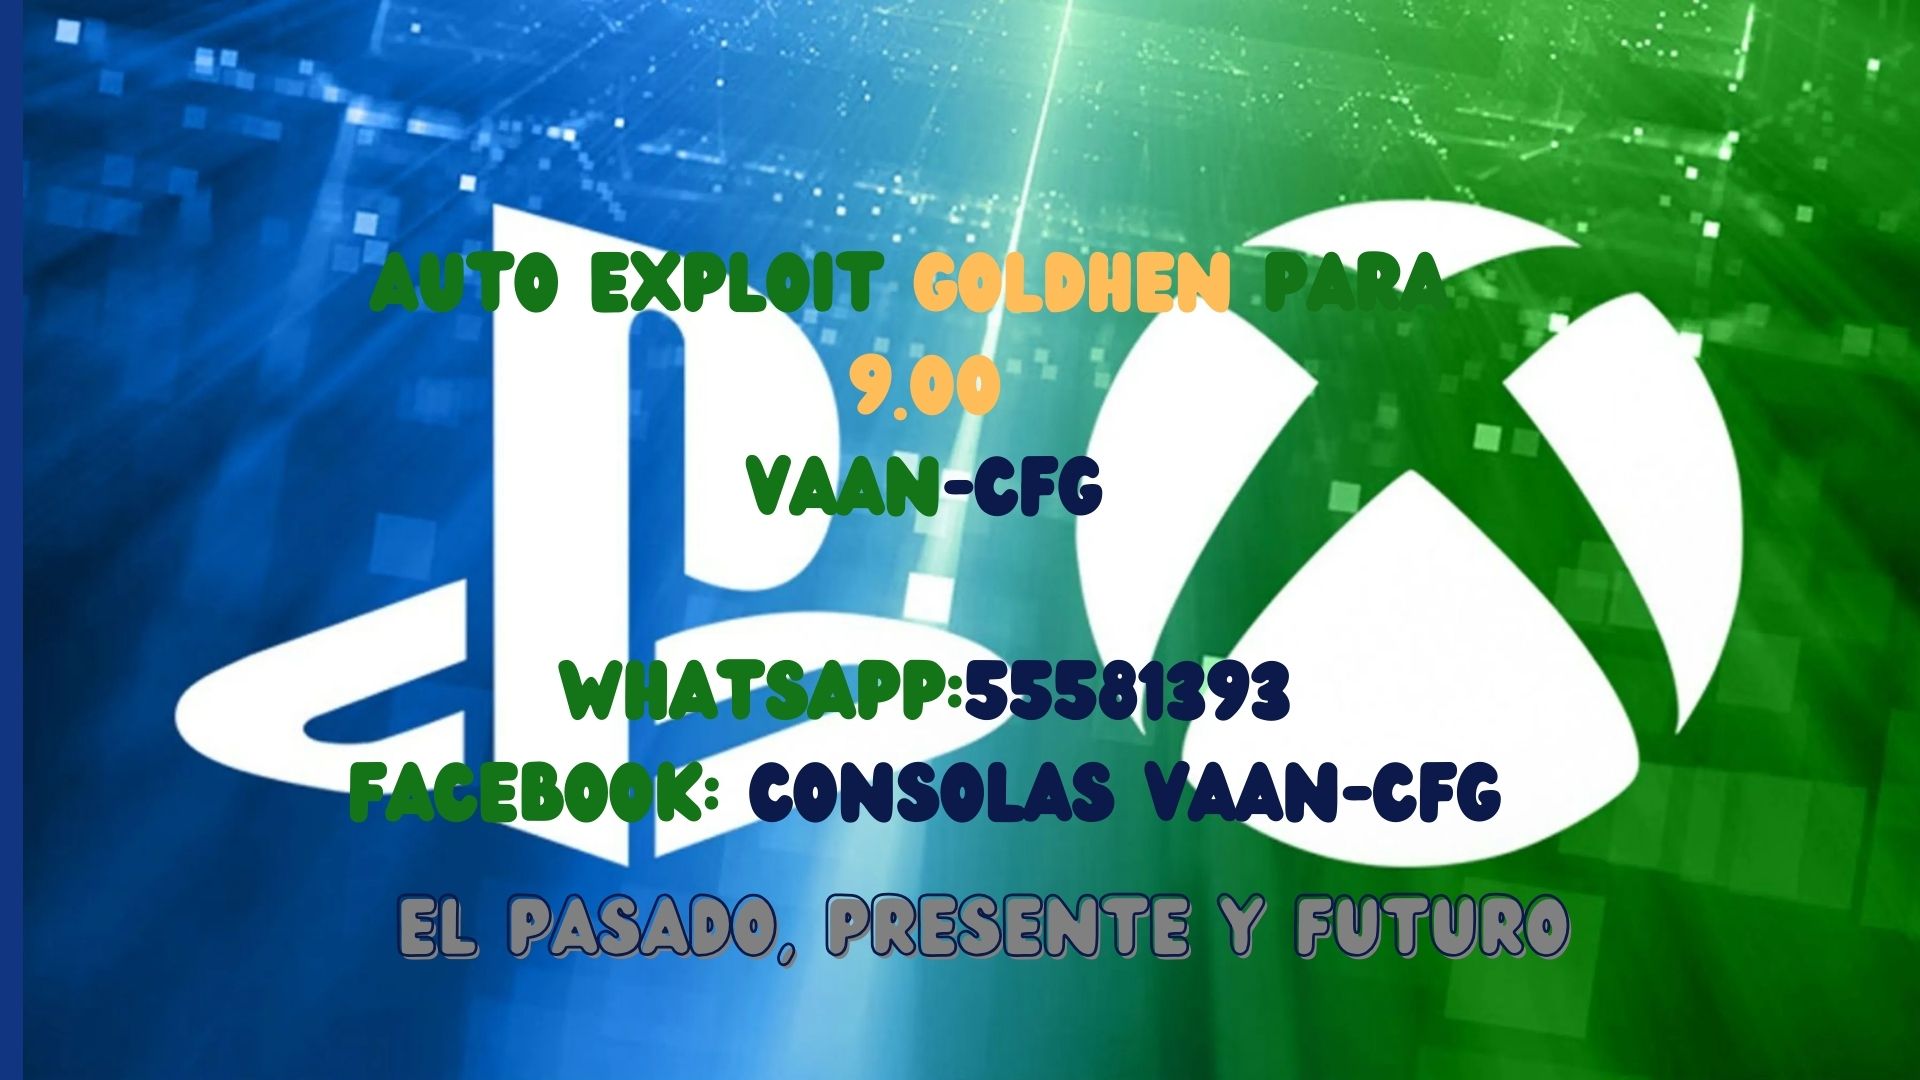 AUTO EXPLOIT GOLDHEN PARA
9.00
VAAN-CFG
WHATSAPP:55581393
FACEBOOK: CONSOLAS VAAN-CFG
EL PASADO, PRESENTE Y FUTURO